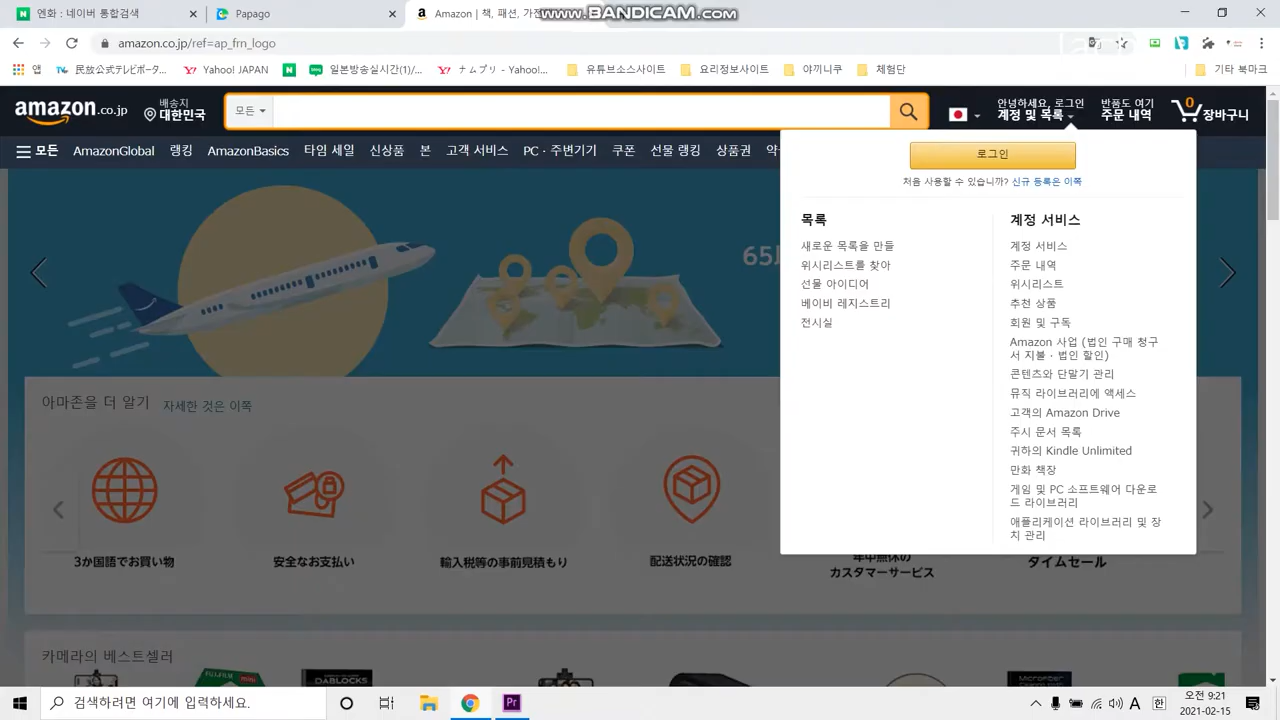 엔화 : 네이버 통합검색
Papago
Amazon | 책, 패션, 가전
www.BANDICAM.com
amazon.co.jp/ref=ap_frn_logo
앱
民放公式テレビポータ...
Yahoo! JAPAN
일본방송실시간(1)/...
ナムプリ - Yahoo!...
유튜브소스사이트
요리정보사이트
야끼니쿠
체험단
기타 북마크
amazon.co.jp
배송지
대한민국
모든
안녕하세요, 로그인
계정 및 목록
반품도 여기
주문 내역
0
장바구니
모든
AmazonGlobal
랭킹
AmazonBasics
타임 세일
신상품
본
고객 서비스
PC · 주변기기
쿠폰
선물 랭킹
상품권
로그인
처음 사용할 수 있습니까? 신규 등록은 이쪽
목록
새로운 목록을 만들
위시리스트를 찾아
선물 아이디어
베이비 레지스트리
전시실
계정 서비스
계정 서비스
주문 내역
위시리스트
추천 상품
회원 및 구독
Amazon 사업 (법인 구매 청구
서 지불 · 법인 할인)
콘텐츠와 단말기 관리
뮤직 라이브러리에 액세스
고객의 Amazon Drive
주시 문서 목록
귀하의 Kindle Unlimited
만화 책장
게임 및 PC 소프트웨어 다운로
드 라이브러리
애플리케이션 라이브러리 및 장
치 관리
아마존을 더 알기
자세한 것은 이쪽
3か国語でお買い物
安全なお支払い
輸入税等の事前見積もり
配送状況の確認
年中無休の
カスタマーサービス
タイムセール
카메라의 베스트셀러
FUJIFILM
DABLOCKS
검색하려면 여기에 입력하세요.
Pr
A
한
오전 9:21
2021-02-15